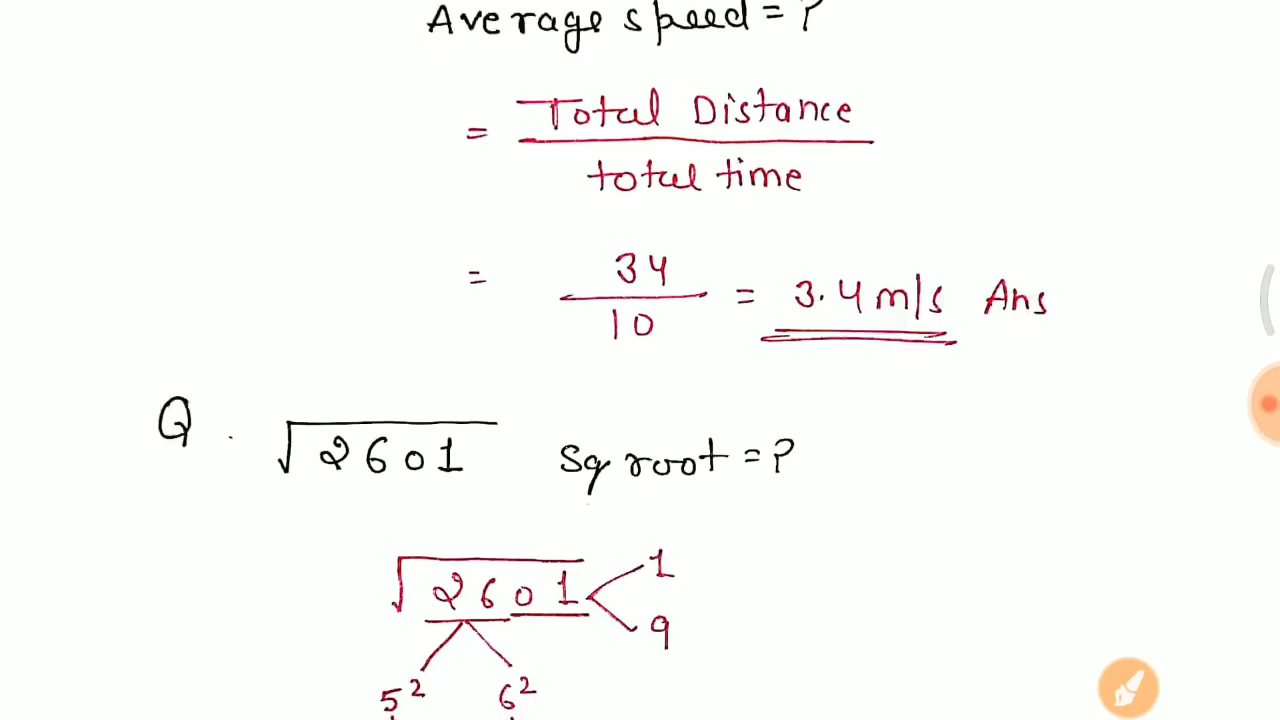 Average speed = ?
= Total Distance
total time
= 34
10
= 3.4 m/s Ans
Q. √2601 Sq root = ?
√2601
1
9
5² 6²